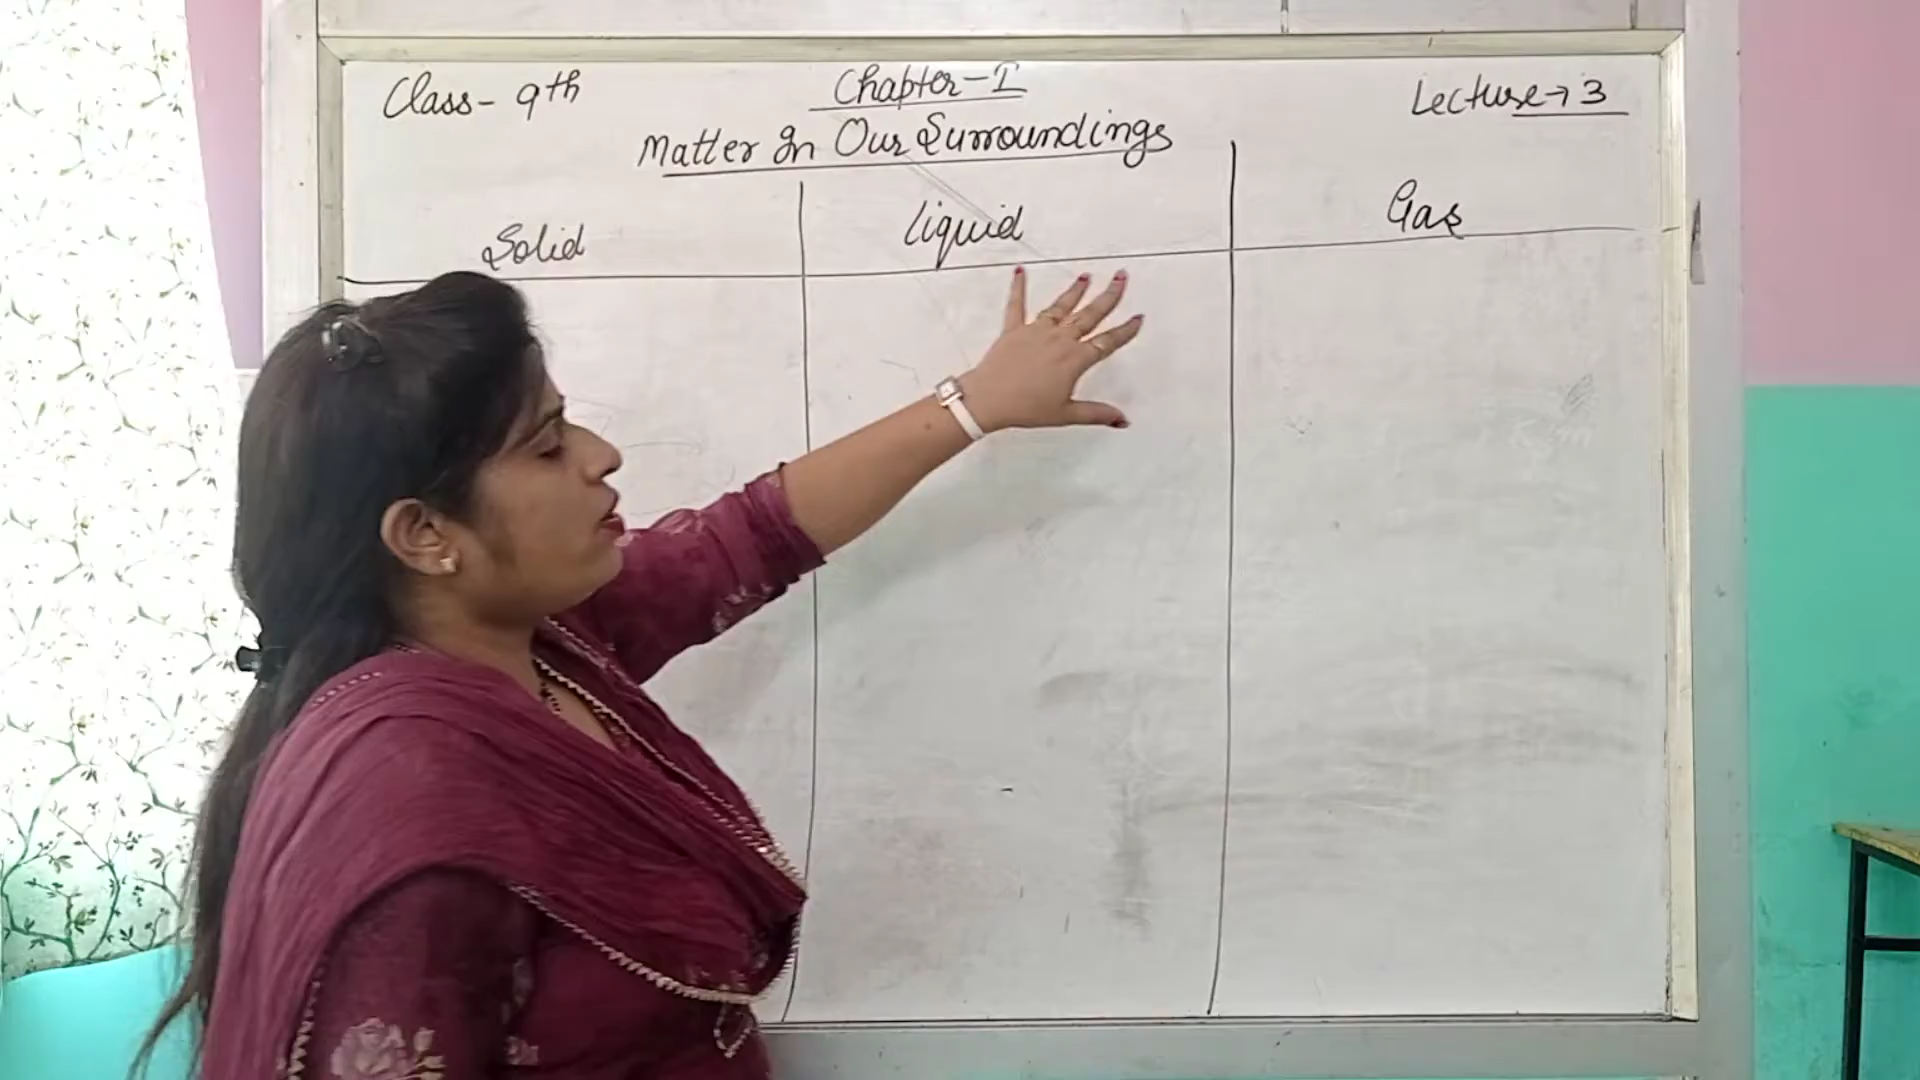 Class- 9th
Chapter-I
Lecture→3
Matter In Our Surroundings
Solid
Liquid
Gas